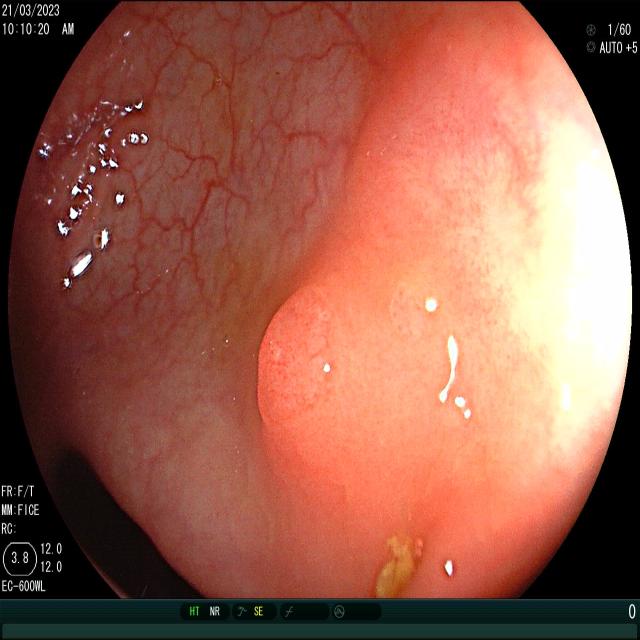 21/03/2023
10:10:20 AM
1/60
AUTO +5
FR:F/T
MM:FICE
RC:
3.8 12.0
12.0
EC-600WL
HT NR SE
0